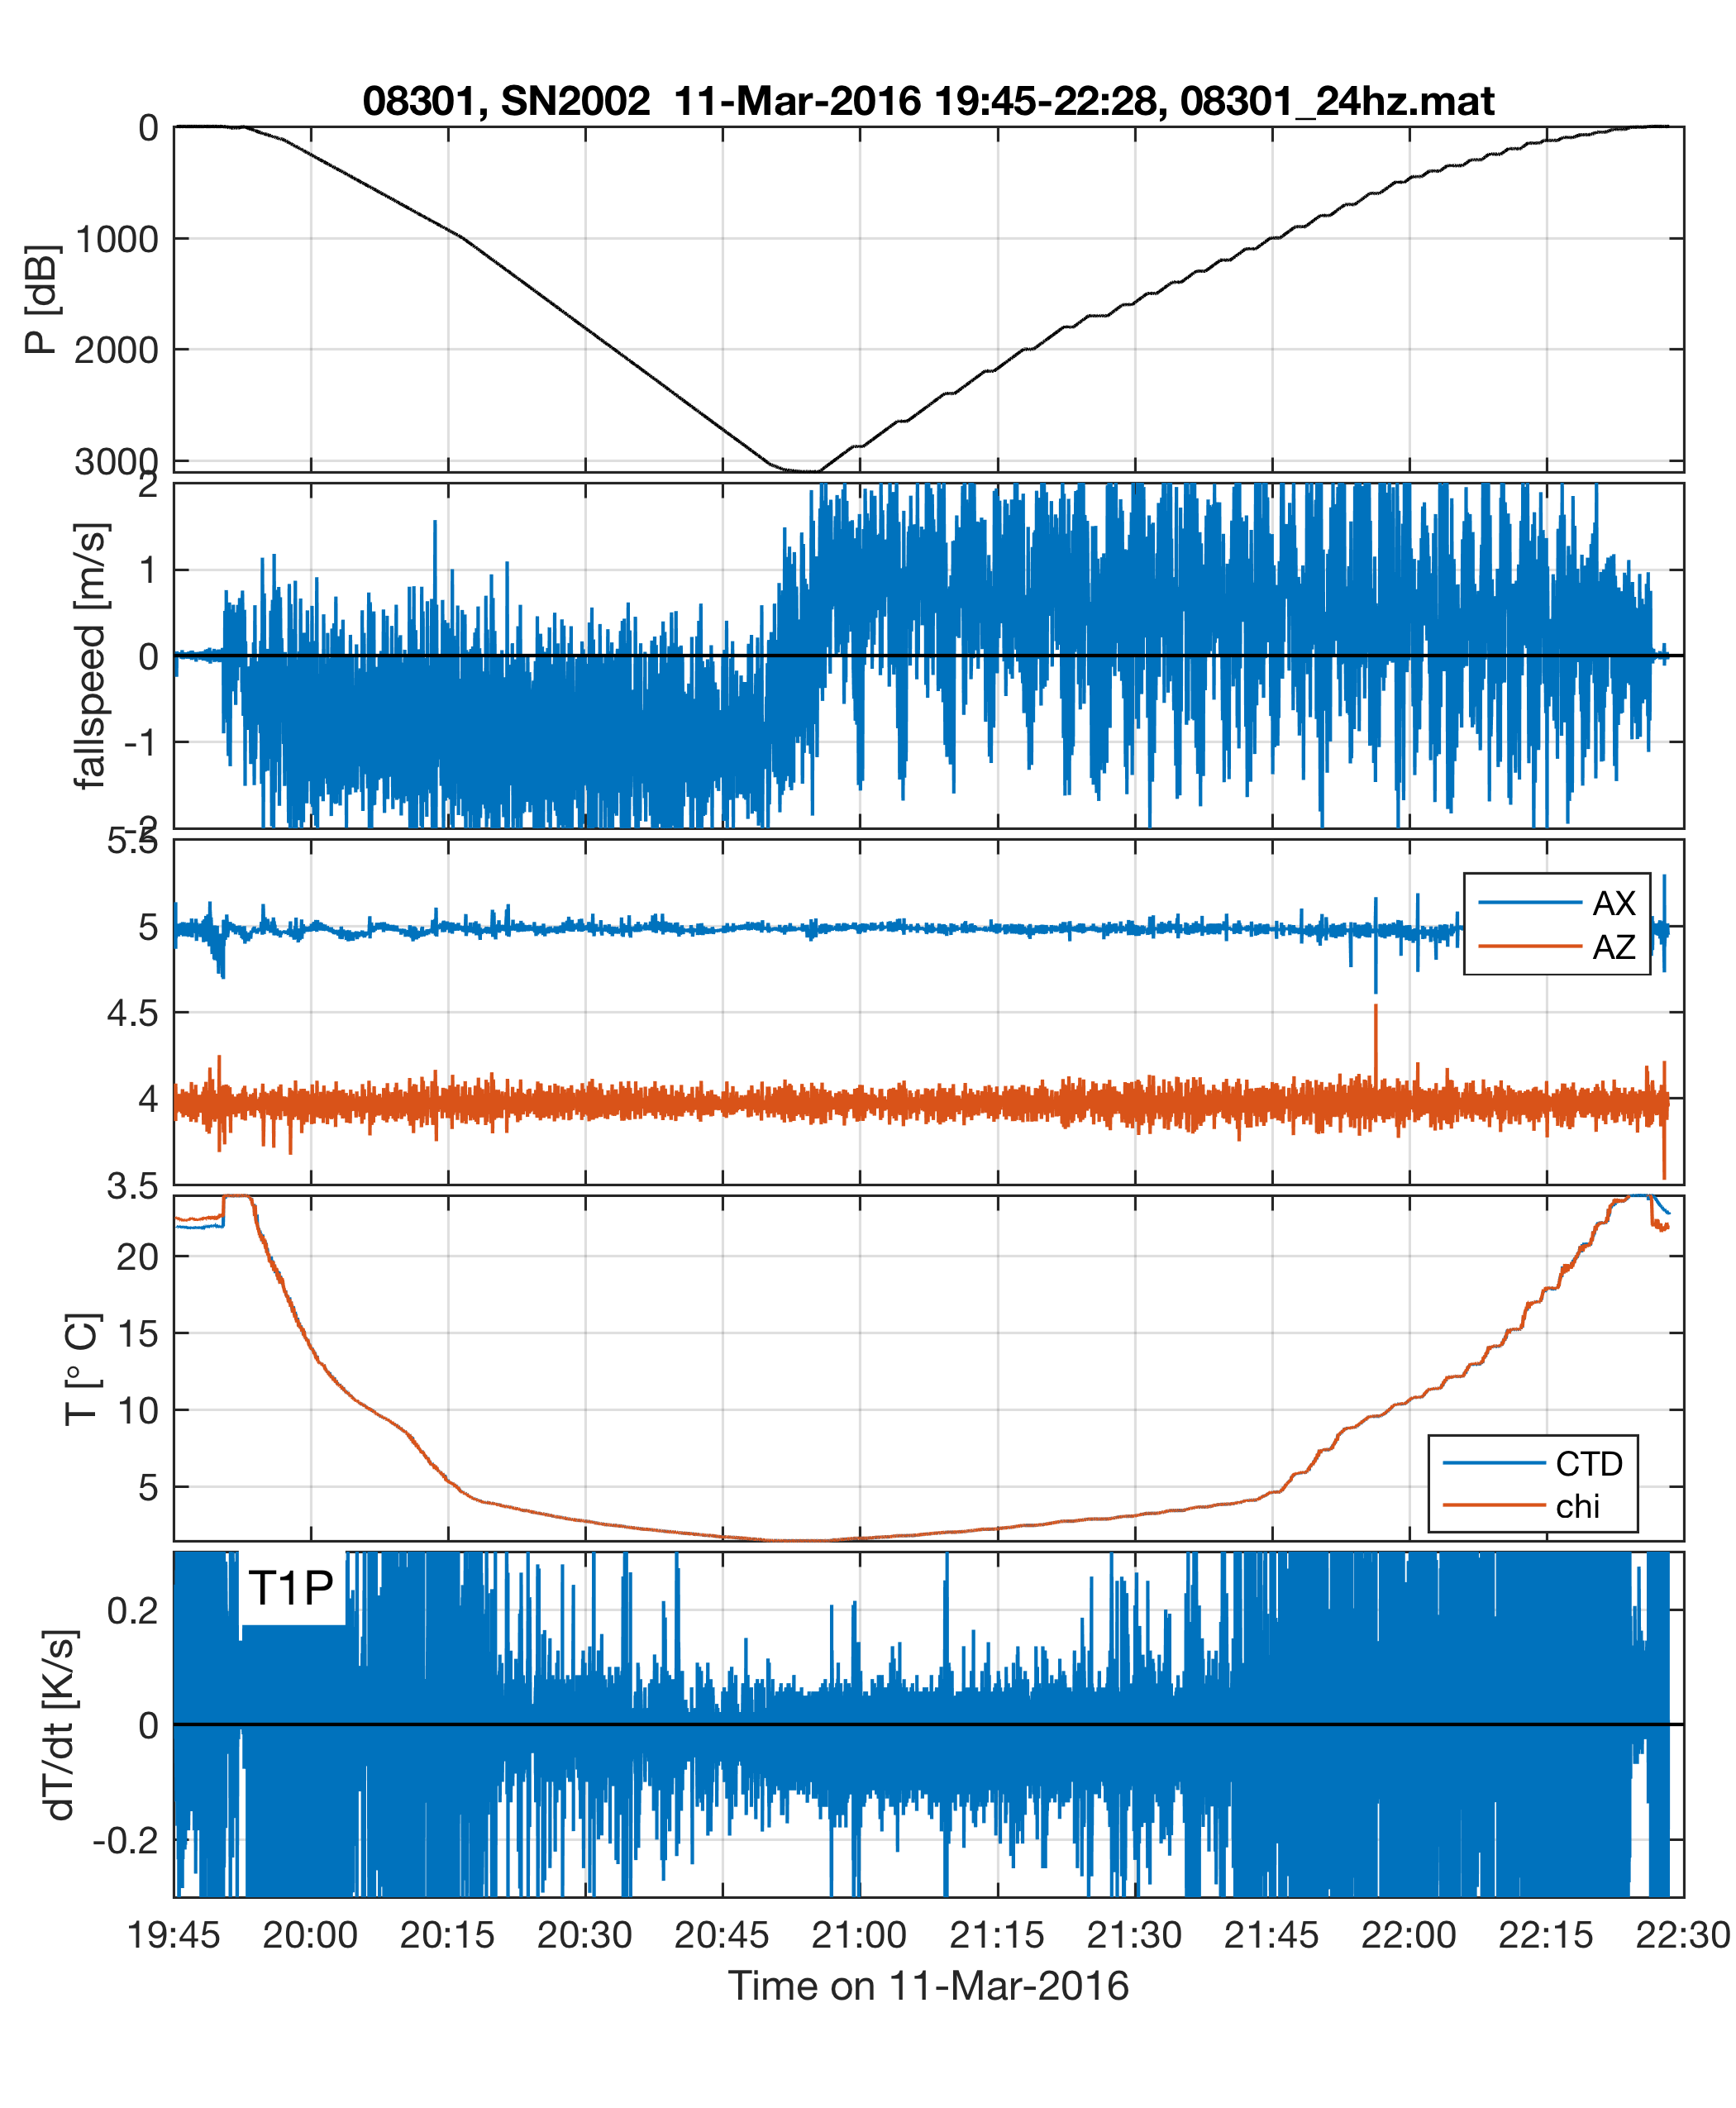 08301, SN2002  11-Mar-2016 19:45-22:28, 08301_24hz.mat
0
1000
2000
3000
P [dB]
2
1
0
-1
-2
fallspeed [m/s]
5.5
5
4.5
4
3.5
AX
AZ
20
15
10
5
T [° C]
CTD
chi
T1P
0.2
0
-0.2
dT/dt [K/s]
19:45 20:00 20:15 20:30 20:45 21:00 21:15 21:30 21:45 22:00 22:15 22:30
Time on 11-Mar-2016